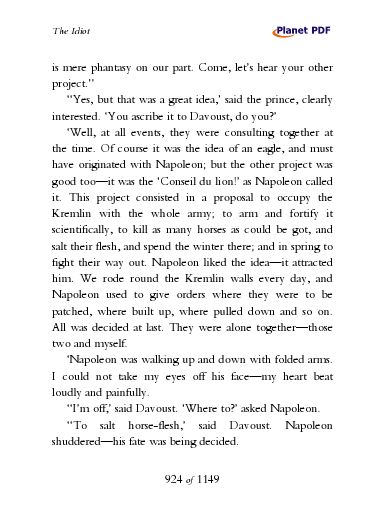 The Idiot
Planet PDF
is mere phantasy on our part. Come, let's hear your other
project."'
'"Yes, but that was a great idea,' said the prince, clearly
interested. 'You ascribe it to Davoust, do you?'
'Well, at all events, they were consulting together at
the time. Of course it was the idea of an eagle, and must
have originated with Napoleon; but the other project was
good too—it was the 'Conseil du lion!' as Napoleon called
it. This project consisted in a proposal to occupy the
Kremlin with the whole army; to arm and fortify it
scientifically, to kill as many horses as could be got, and
salt their flesh, and spend the winter there; and in spring to
fight their way out. Napoleon liked the idea—it attracted
him. We rode round the Kremlin walls every day, and
Napoleon used to give orders where they were to be
patched, where built up, where pulled down and so on.
All was decided at last. They were alone together—those
two and myself.
'Napoleon was walking up and down with folded arms.
I could not take my eyes off his face—my heart beat
loudly and painfully.
'"I'm off,' said Davoust. 'Where to?' asked Napoleon.
'"To salt horse-flesh,' said Davoust. Napoleon
shuddered—his fate was being decided.
924 of 1149